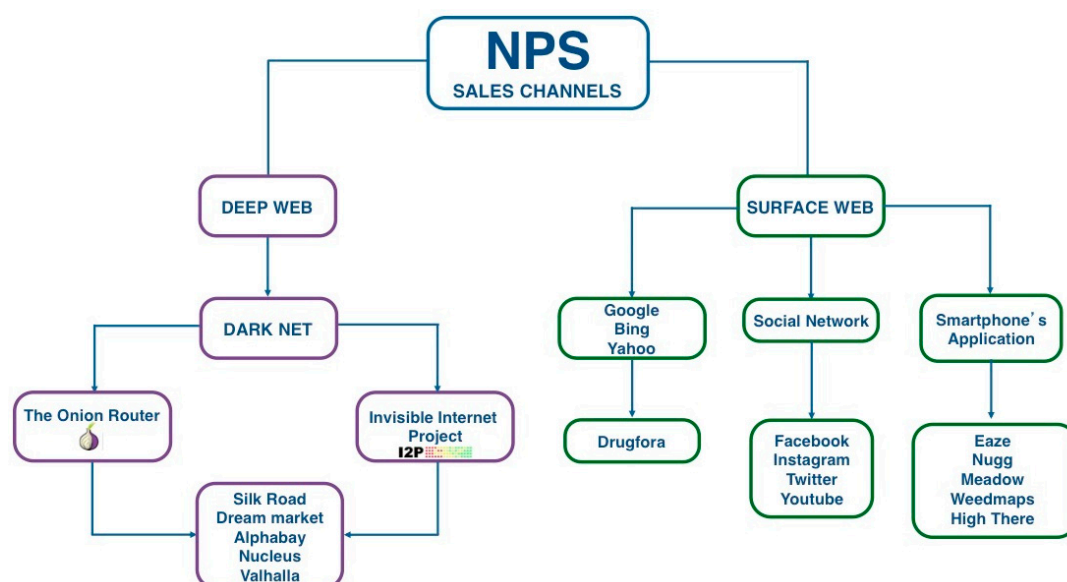 NPS
SALES CHANNELS
DEEP WEB
SURFACE WEB
DARK NET
Google
Bing
Yahoo
Social Network
Smartphone’s
Application
The Onion Router
Invisible Internet
Project
I2P
Drugfora
Facebook
Instagram
Twitter
Youtube
Eaze
Nugg
Meadow
Weedmaps
High There
Silk Road
Dream market
Alphabay
Nucleus
Valhalla